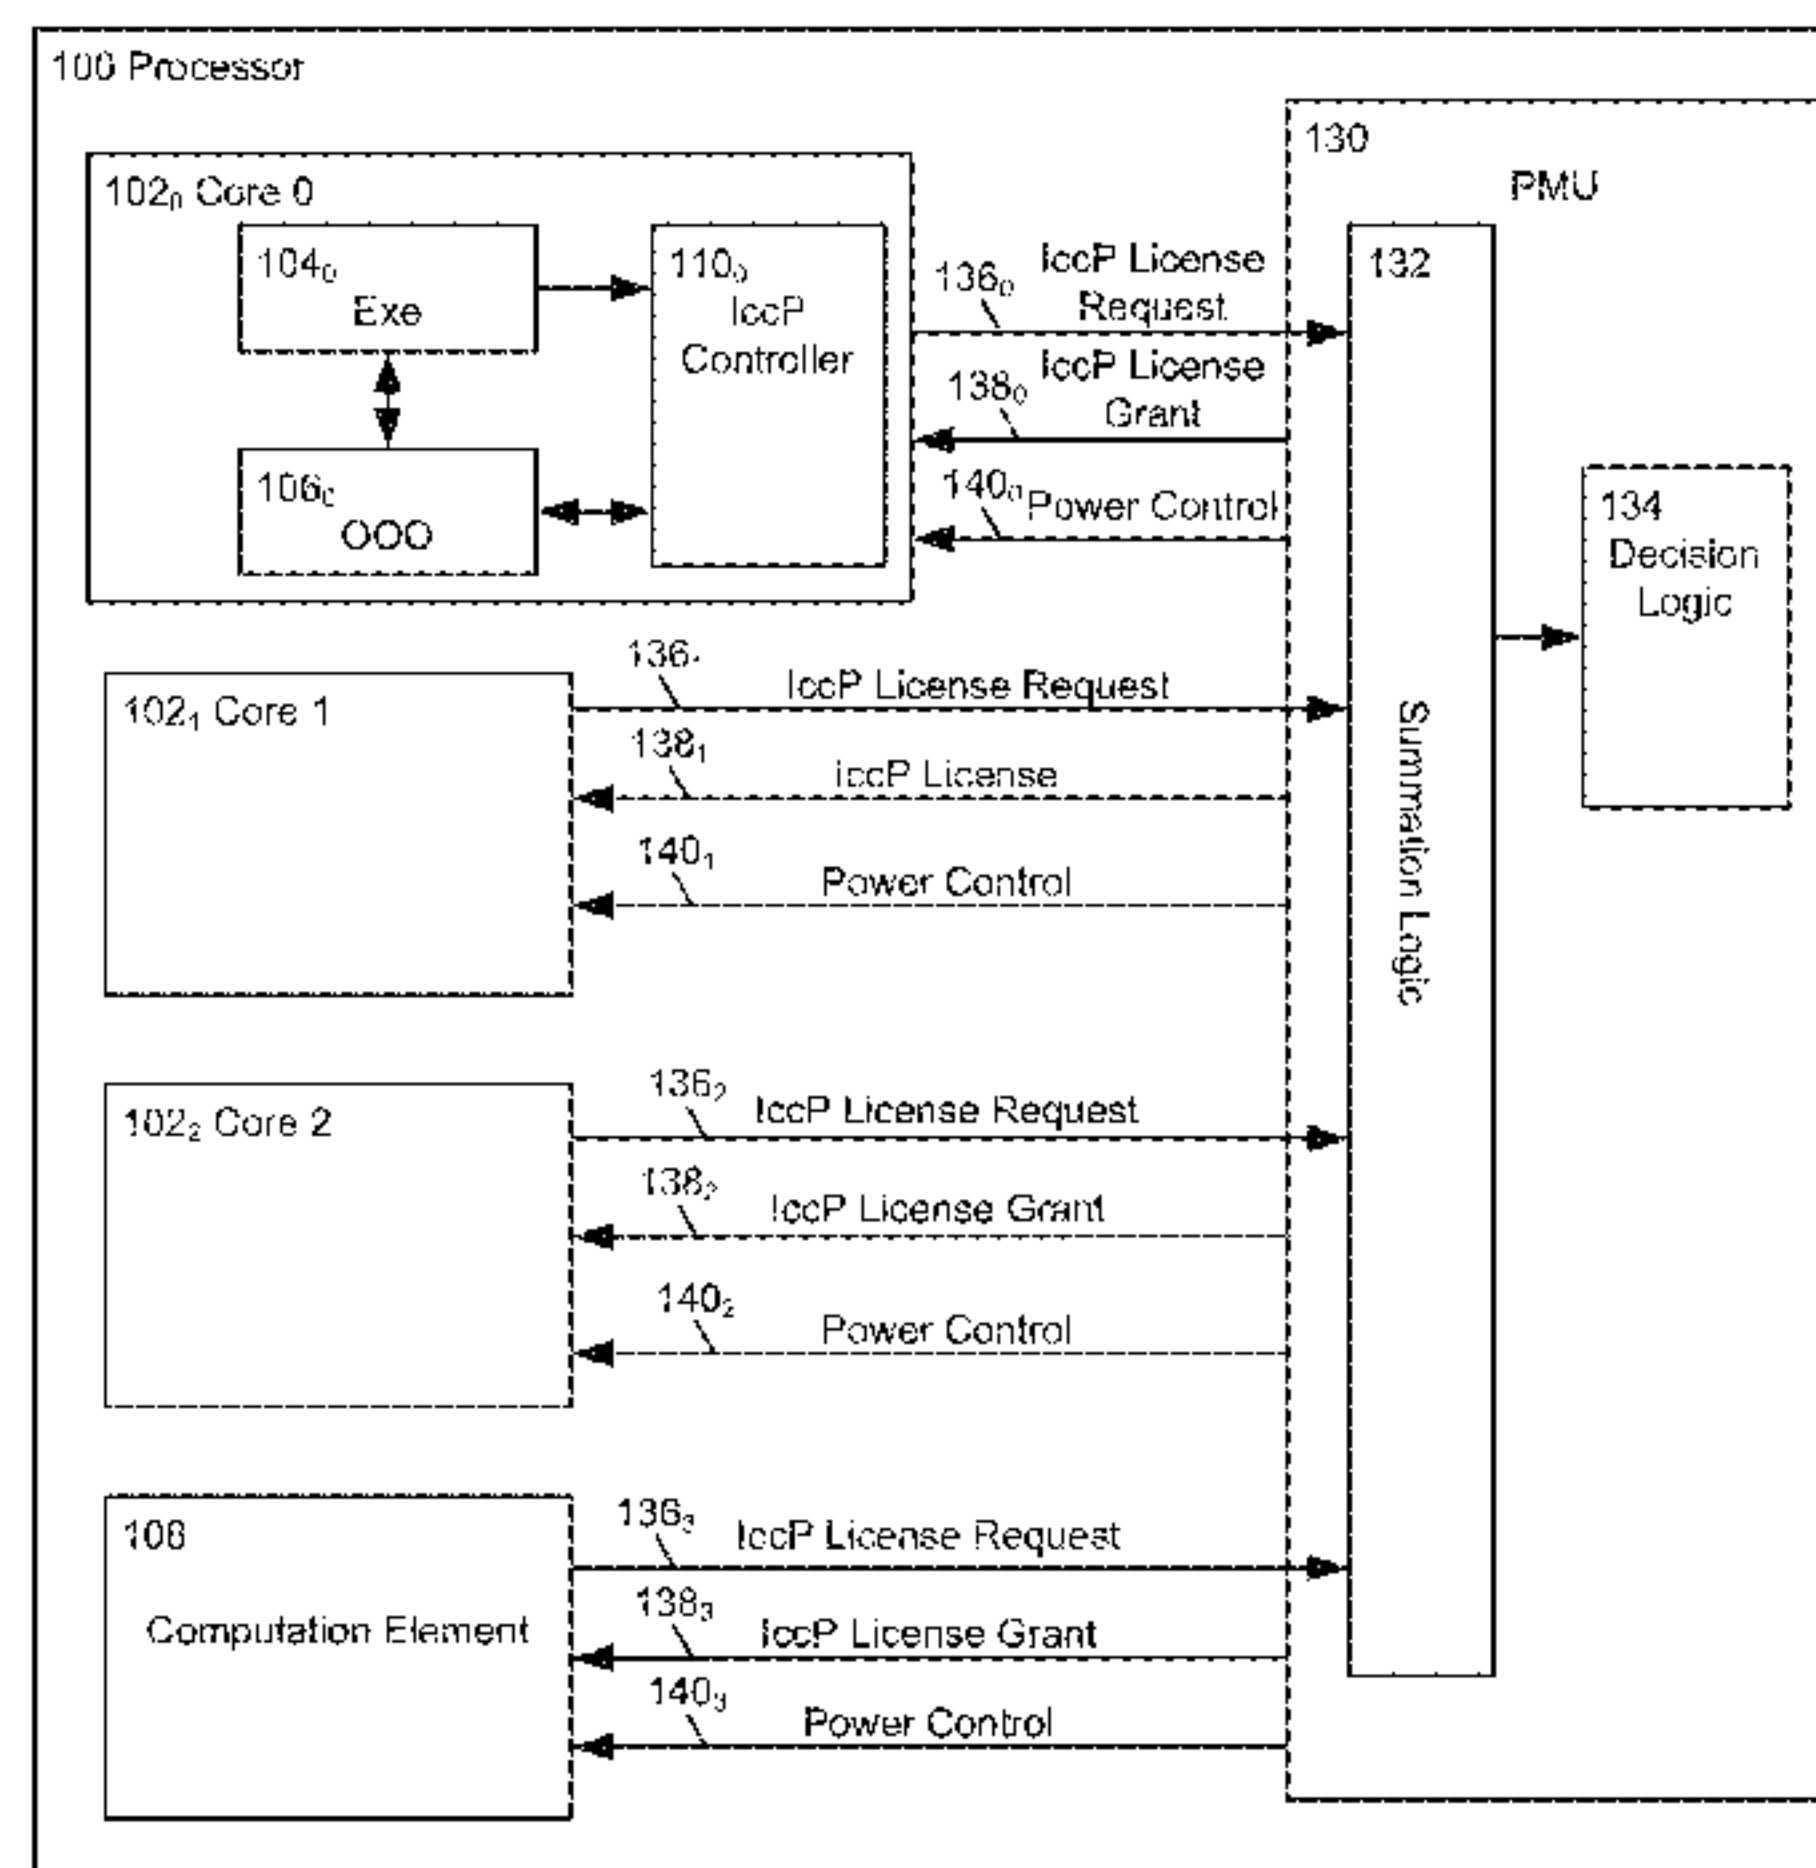 100 Processor
130
PMU
102₀ Core 0
104₀
Exe
110₀
IccP
Controller
106₀
OOO
136₀
IccP License
Request
138₀
IccP License
Grant
140₀
Power Control
132
Summation Logic
134
Decision
Logic
102₁ Core 1
136₁
IccP License Request
138₁
IccP License
140₁
Power Control
102₂ Core 2
136₂
IccP License Request
138₂
IccP License Grant
140₂
Power Control
108
Computation Element
136₃
IccP License Request
138₃
IccP License Grant
140₃
Power Control